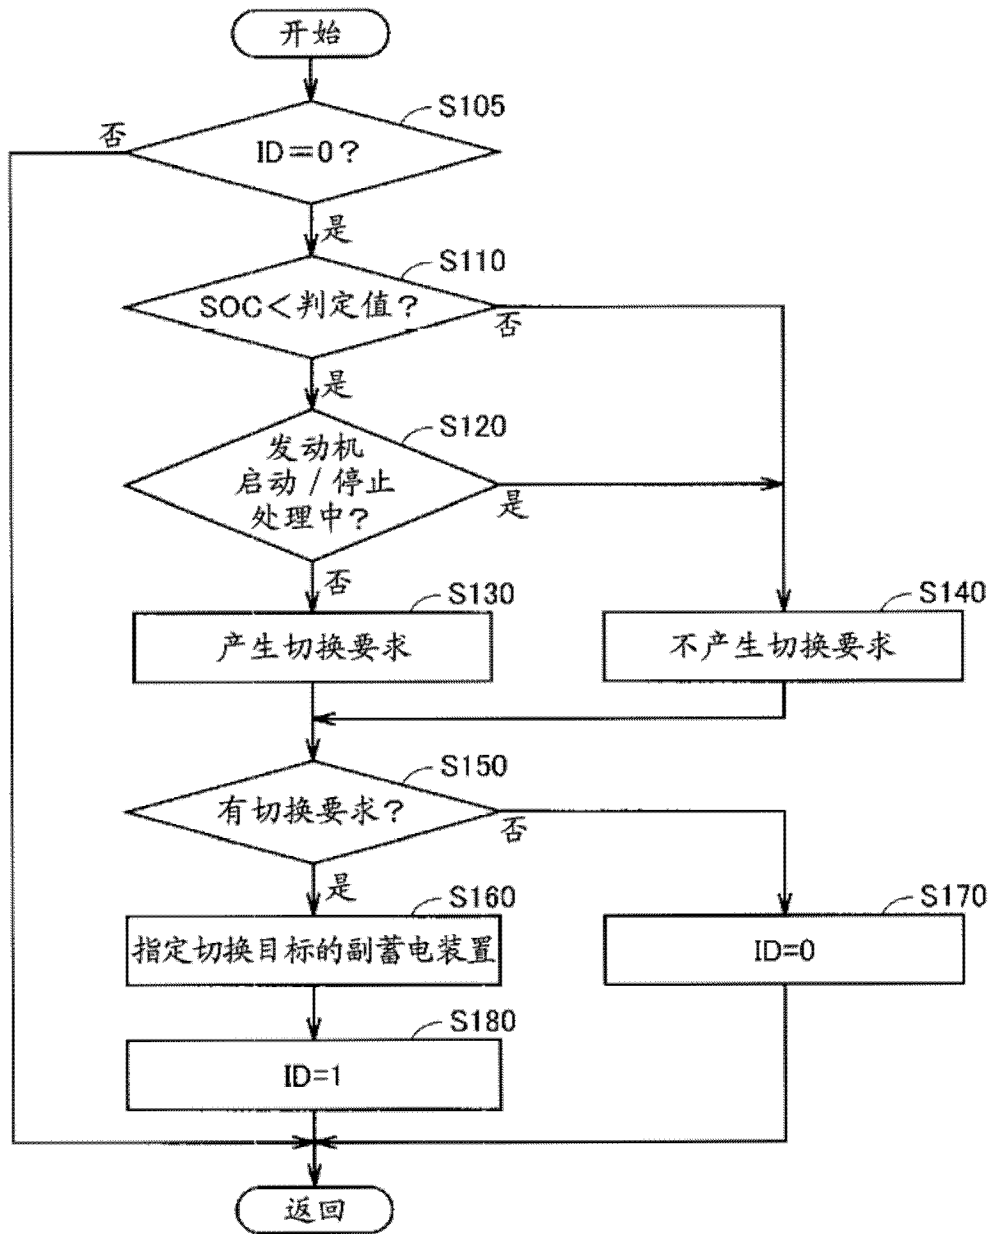 开始
S105
否
ID=0?
是
S110
SOC<判定值?
否
是
S120
发动机
启动/停止
处理中?
是
否
S130
产生切换要求
S140
不产生切换要求
S150
有切换要求?
否
是
S160
指定切换目标的副蓄电装置
S170
ID=0
S180
ID=1
返回